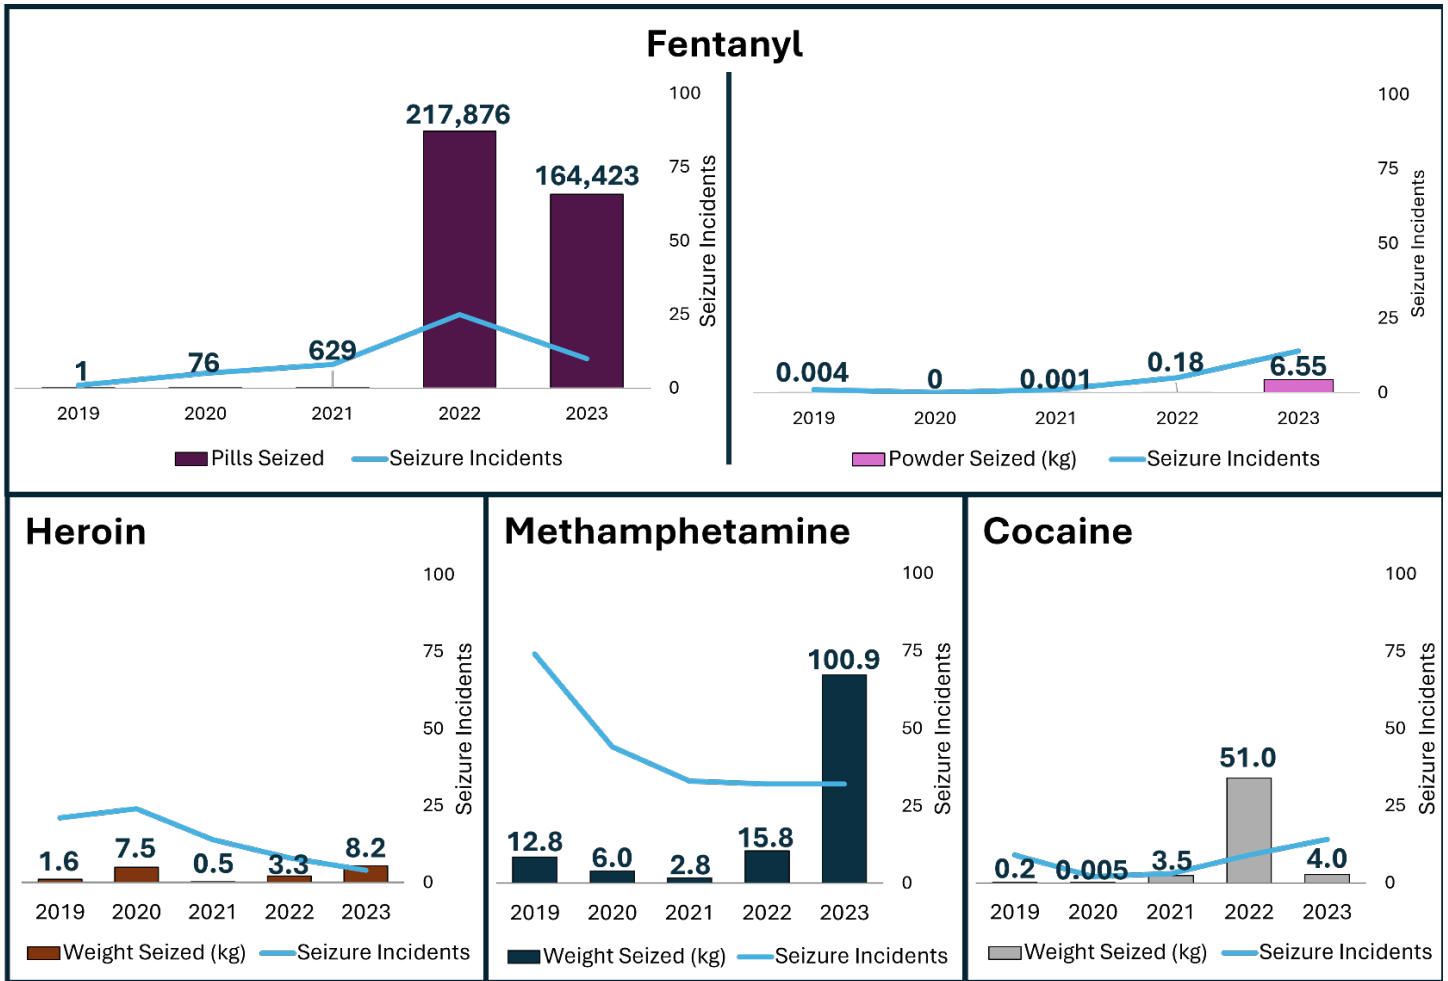 Fentanyl
217,876
164,423
1
76
629
100
75
50
25
0
Seizure Incidents
2019 2020 2021 2022 2023
Pills Seized Seizure Incidents
0.004
0
0.001
0.18
6.55
100
75
50
25
0
Seizure Incidents
2019 2020 2021 2022 2023
Powder Seized (kg) Seizure Incidents
Heroin
100
75
50
25
0
Seizure Incidents
1.6 7.5 0.5 3.3 8.2
2019 2020 2021 2022 2023
Weight Seized (kg) Seizure Incidents
Methamphetamine
100
75
50
25
0
Seizure Incidents
12.8 6.0 2.8 15.8 100.9
2019 2020 2021 2022 2023
Weight Seized (kg) Seizure Incidents
Cocaine
100
75
50
25
0
Seizure Incidents
0.2 0.005 3.5 51.0 4.0
2019 2020 2021 2022 2023
Weight Seized (kg) Seizure Incidents